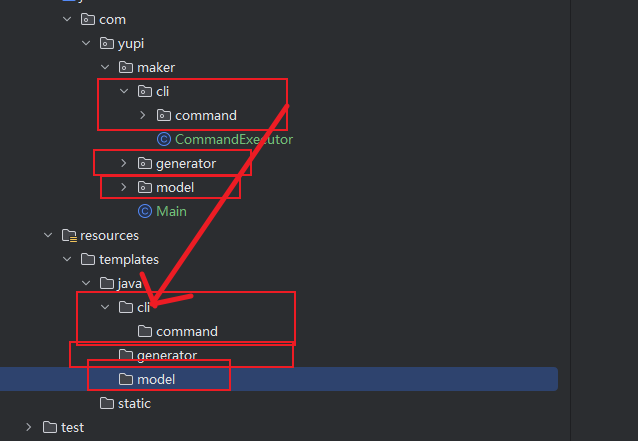 com
yupi
maker
cli
command
CommandExecutor
generator
model
Main
resources
templates
java
cli
command
generator
model
static
test